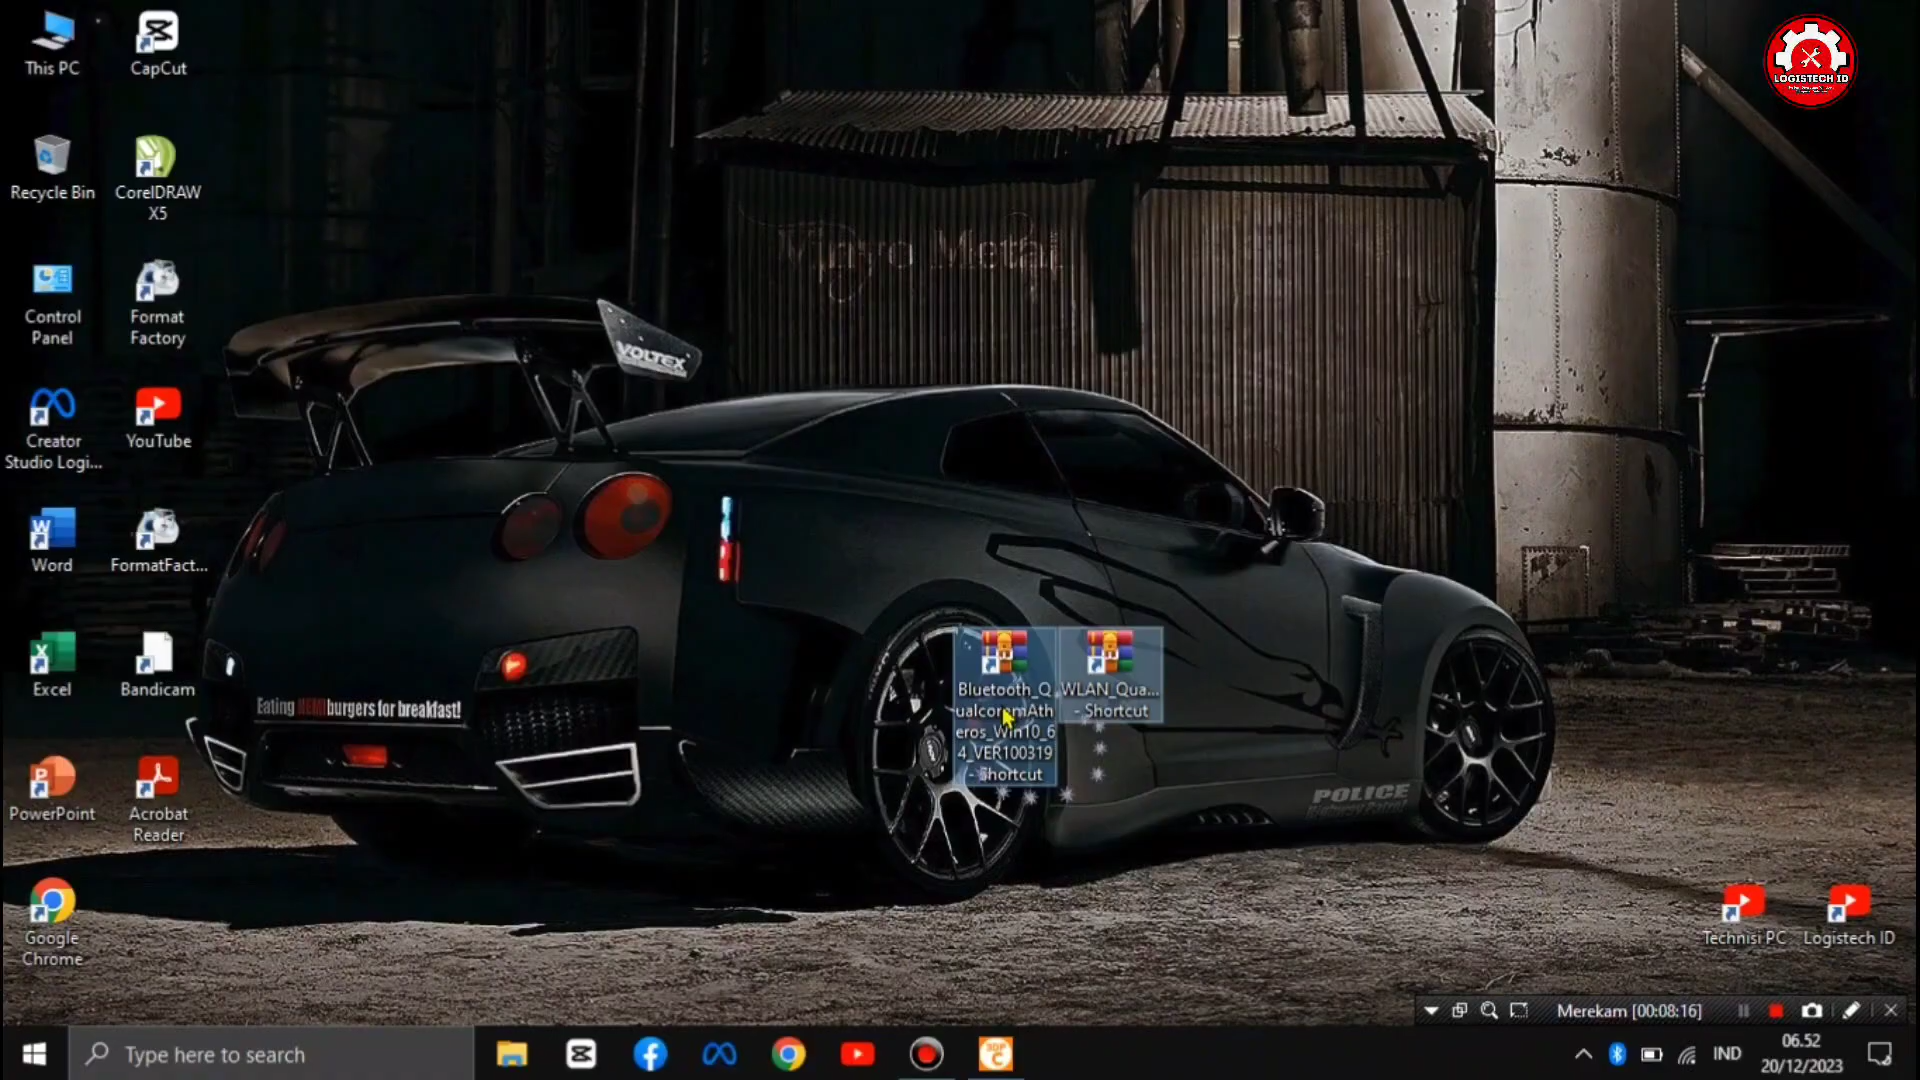 This PC
CapCut
LOGISTECH ID
Recycle Bin
CorelDRAW
X5
Control
Panel
Format
Factory
Creator
Studio Logi...
YouTube
Word
FormatFact...
Excel
Bandicam
PowerPoint
Acrobat
Reader
Google
Chrome
VOLTEX
Eating HEMI burgers for breakfast!
Bluetooth_Q
ualcoremAth
eros_Win10_6
4_VER100319
- Shortcut
WLAN_Qua...
- Shortcut
POLICE
Technisi PC
Logistech ID
Merekam [00:08:16]
Type here to search
IND
06.52
20/12/2023